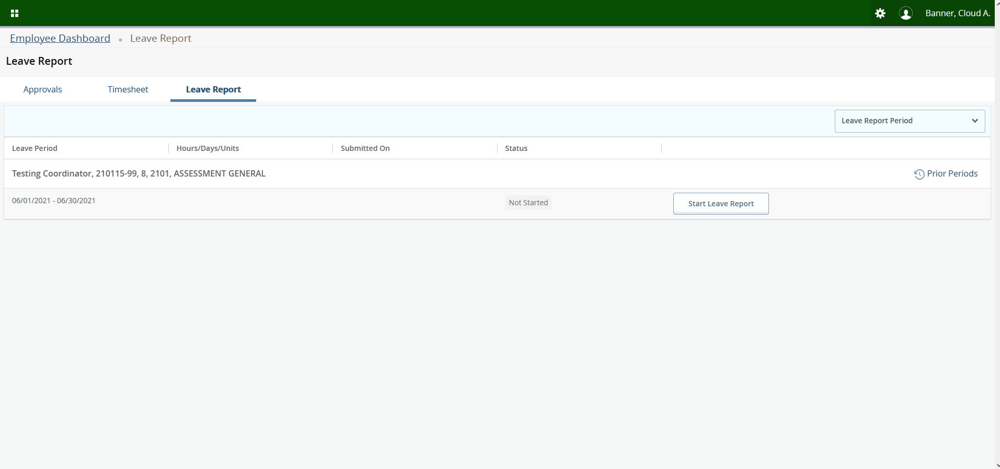 Banner, Cloud A.
Employee Dashboard • Leave Report
Leave Report
Approvals Timesheet Leave Report
Leave Report Period
Leave Period Hours/Days/Units Submitted On Status
Testing Coordinator, 210115-99, 8, 2101, ASSESSMENT GENERAL Prior Periods
06/01/2021 - 06/30/2021 Not Started Start Leave Report